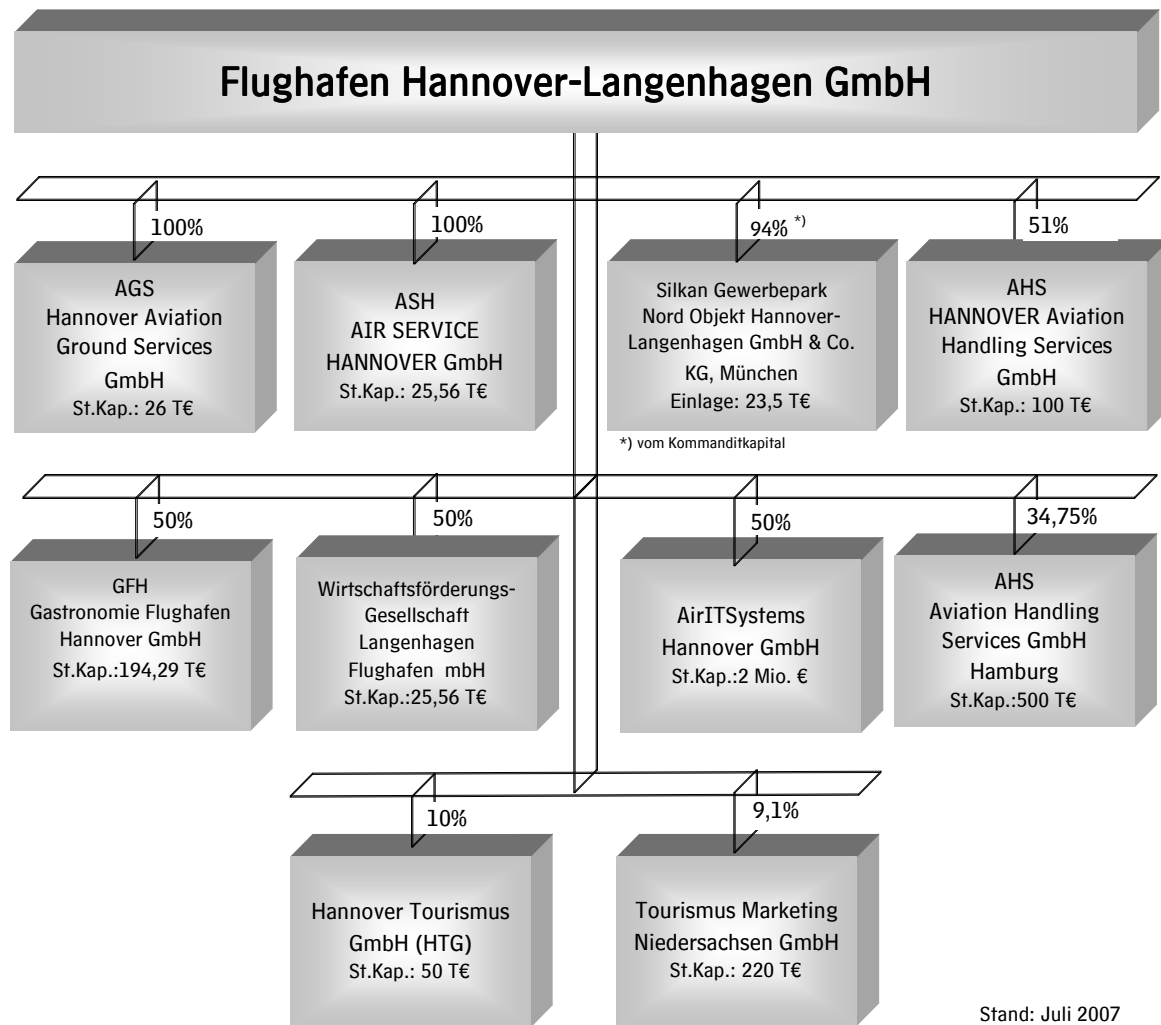 Flughafen Hannover-Langenhagen GmbH
100%
AGS
Hannover Aviation
Ground Services
GmbH
St.Kap.: 26 T€
100%
ASH
AIR SERVICE
HANNOVER GmbH
St.Kap.: 25,56 T€
94% *)
Silkan Gewerbepark
Nord Objekt Hannover-
Langenhagen GmbH & Co.
KG, München
Einlage: 23,5 T€
*) vom Kommanditkapital
51%
AHS
HANNOVER Aviation
Handling Services
GmbH
St.Kap.: 100 T€
50%
GFH
Gastronomie Flughafen
Hannover GmbH
St.Kap.:194,29 T€
50%
Wirtschaftsförderungs-
Gesellschaft
Langenhagen
Flughafen mbH
St.Kap.:25,56 T€
50%
AirITSystems
Hannover GmbH
St.Kap.:2 Mio. €
34,75%
AHS
Aviation Handling
Services GmbH
Hamburg
St.Kap.:500 T€
10%
Hannover Tourismus
GmbH (HTG)
St.Kap.: 50 T€
9,1%
Tourismus Marketing
Niedersachsen GmbH
St.Kap.: 220 T€
Stand: Juli 2007